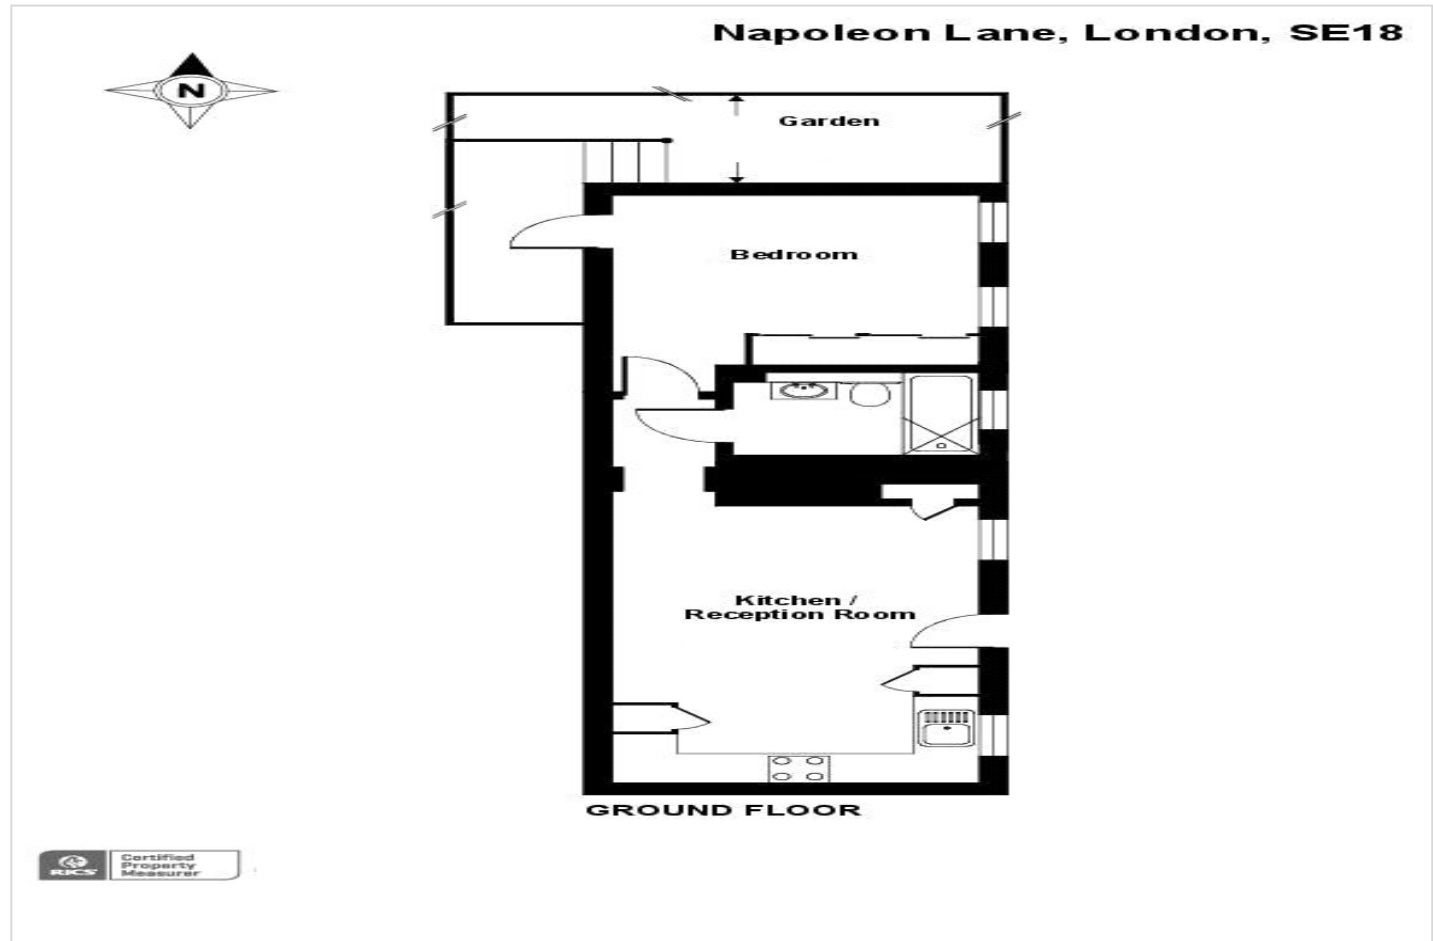 Napoleon Lane, London, SE18
N
Garden
Bedroom
Kitchen /
Reception Room
GROUND FLOOR
RICS
Certified
Property
Measurer